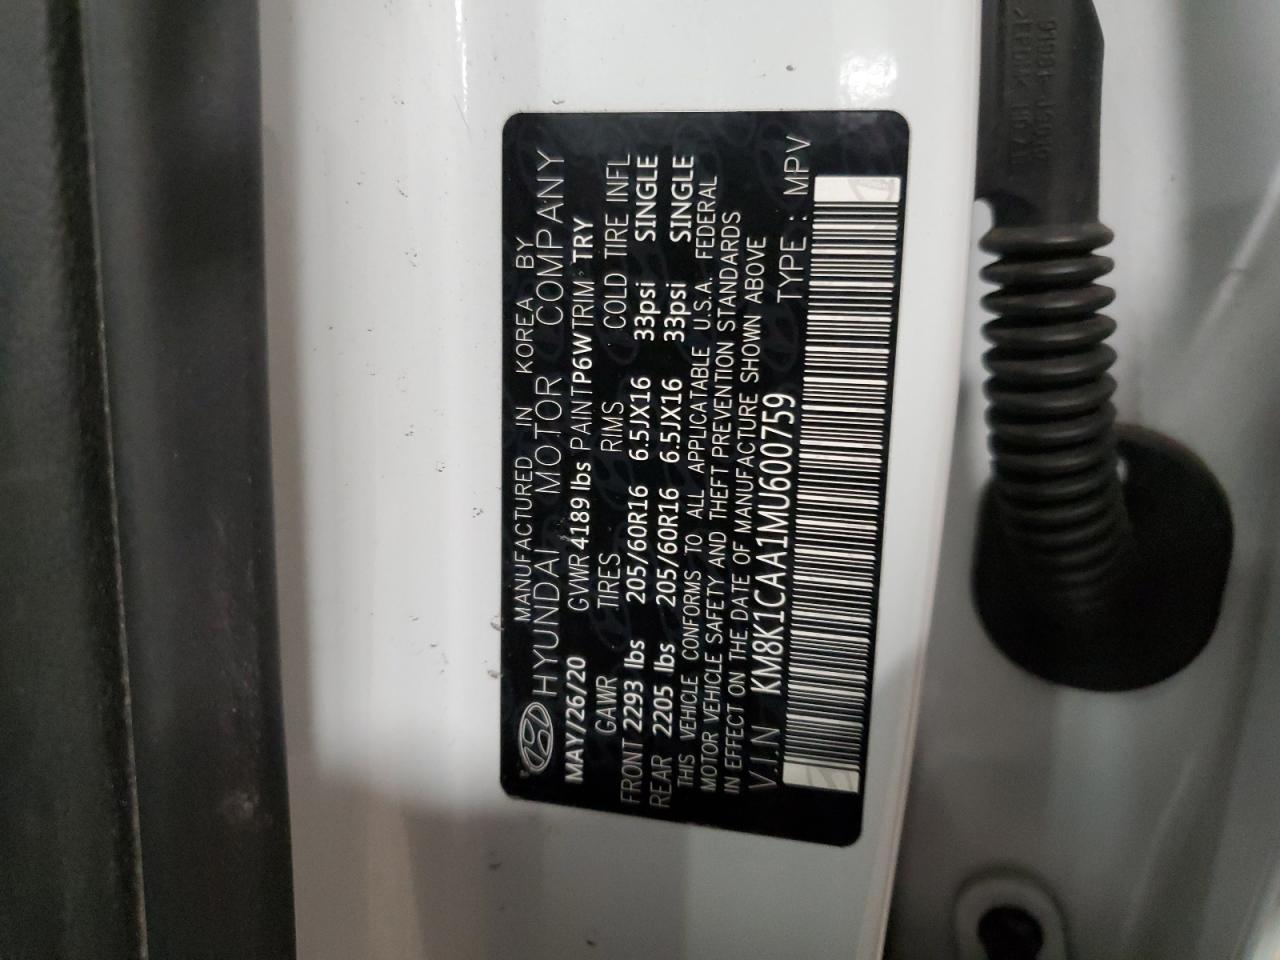 MANUFACTURED IN KOREA BY
HYUNDAI MOTOR COMPANY
MAY/26/20 GVWR 4189 lbs PAINT P6W TRIM TRY
GAWR TIRES RIMS COLD TIRE INFL
FRONT 2293 lbs 205/60R16 6.5JX16 33psi SINGLE
REAR 2205 lbs 205/60R16 6.5JX16 33psi SINGLE
THIS VEHICLE CONFORMS TO ALL APPLICABLE U.S.A. FEDERAL
MOTOR VEHICLE SAFETY AND THEFT PREVENTION STANDARDS
IN EFFECT ON THE DATE OF MANUFACTURE SHOWN ABOVE
V.I.N KM8K1CAA1MU600759 TYPE: MPV